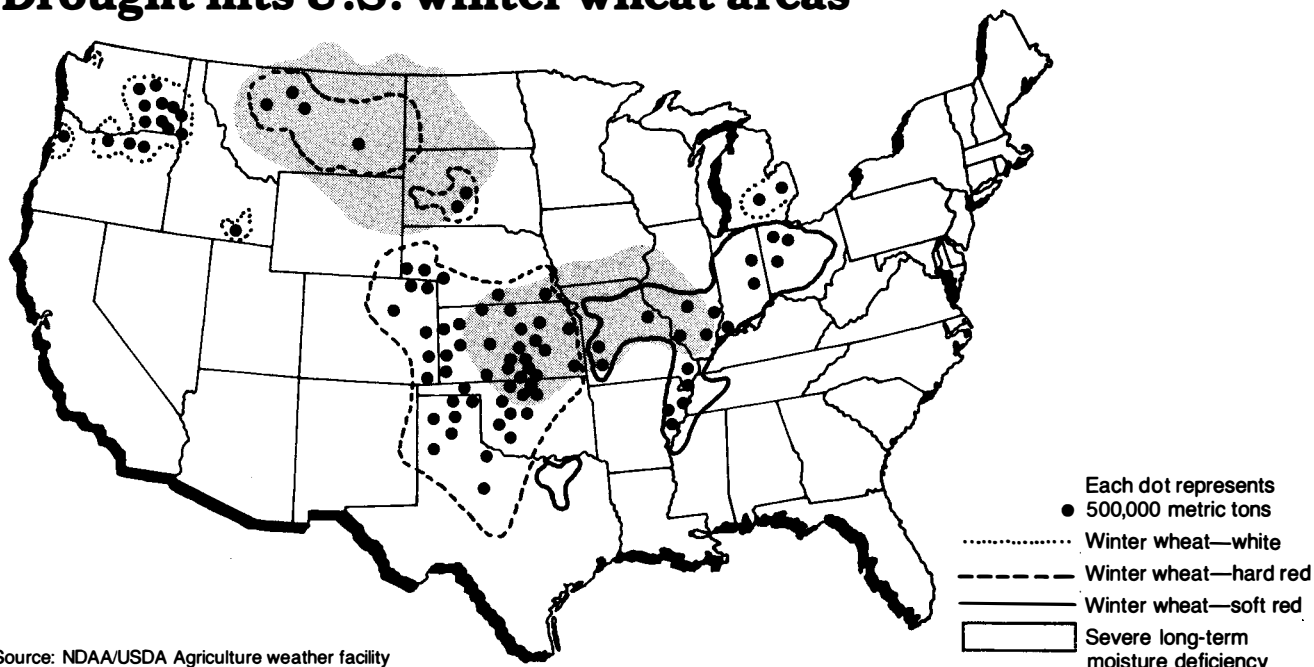 Drought hits U.S. winter wheat areas
Each dot represents
500,000 metric tons
Winter wheat—white
Winter wheat—hard red
Winter wheat—soft red
Severe long-term
moisture deficiency
Source: NDAA/USDA Agriculture weather facility